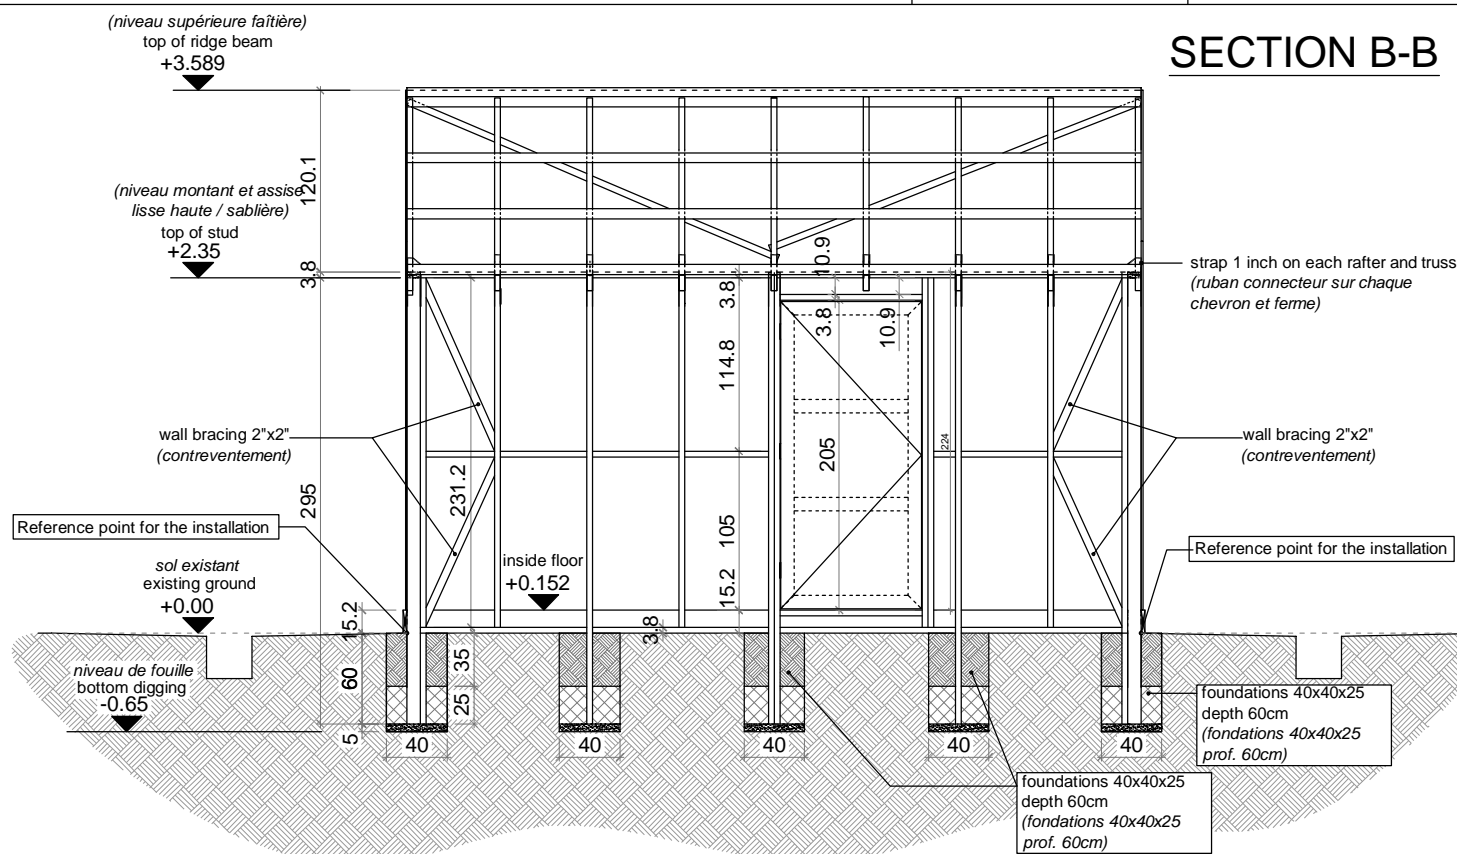 (niveau supérieure faîtière)
top of ridge beam
+3.589
SECTION B-B
120.1
(niveau montant et assise
lisse haute / sablière)
top of stud
+2.35
3.8
10.9
strap 1 inch on each rafter and truss
(ruban connecteur sur chaque
chevron et ferme)
3.8
3.8
10.9
114.8
wall bracing 2"x2"
(contreventement)
wall bracing 2"x2"
(contreventement)
224
205
231.2
295
105
Reference point for the installation
Reference point for the installation
sol existant
existing ground
+0.00
inside floor
+0.152
15.2
15.2
3.8
niveau de fouille
bottom digging
-0.65
60
35
25
5
40
40
40
40
40
foundations 40x40x25
depth 60cm
(fondations 40x40x25
prof. 60cm)
foundations 40x40x25
depth 60cm
(fondations 40x40x25
prof. 60cm)